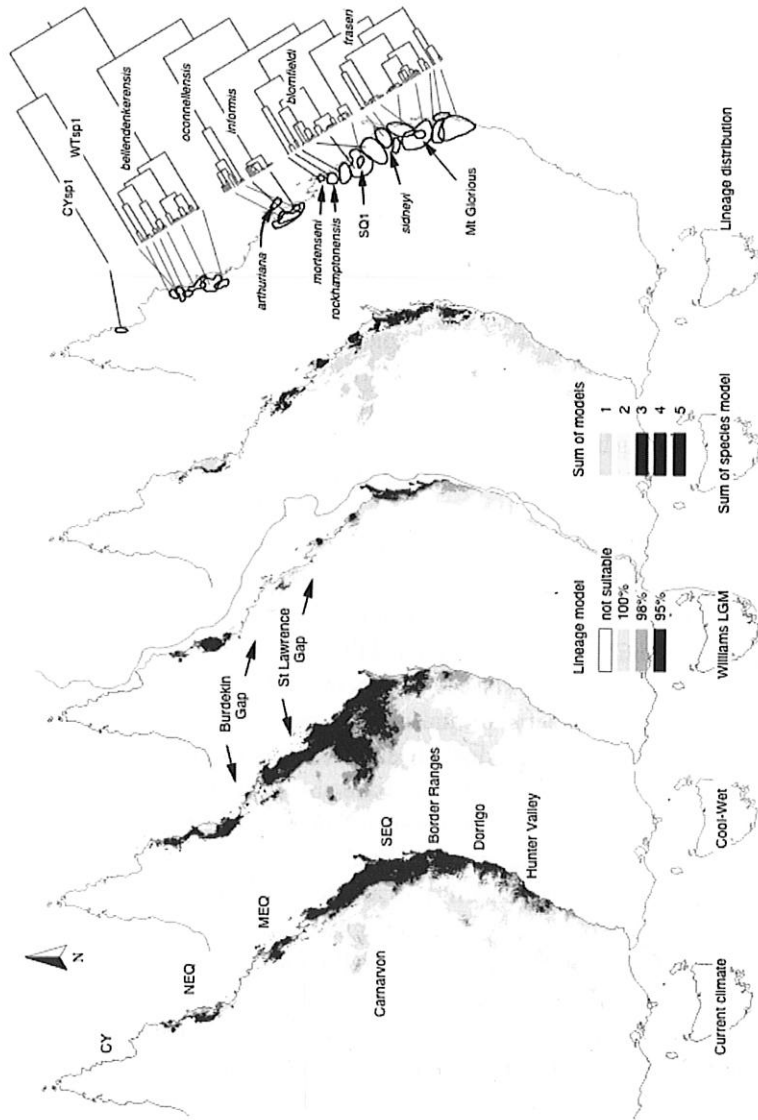 N
CY
NEQ
MEQ
Carnarvon
SEQ
Border Ranges
Dorrigo
Hunter Valley
Burdekin
Gap
St Lawrence
Gap
CYsp1
WTsp1
bellendenkerensis
oconnellensis
informis
blomfieldi
fraseri
arthuriana
mortenseni
rockhamptonensis
SQ1
sidneyi
Mt Glorious
Lineage model
not suitable
100%
98%
95%
Sum of models
1
2
3
4
5
Current climate
Cool-Wet
Williams LGM
Sum of species model
Lineage distribution